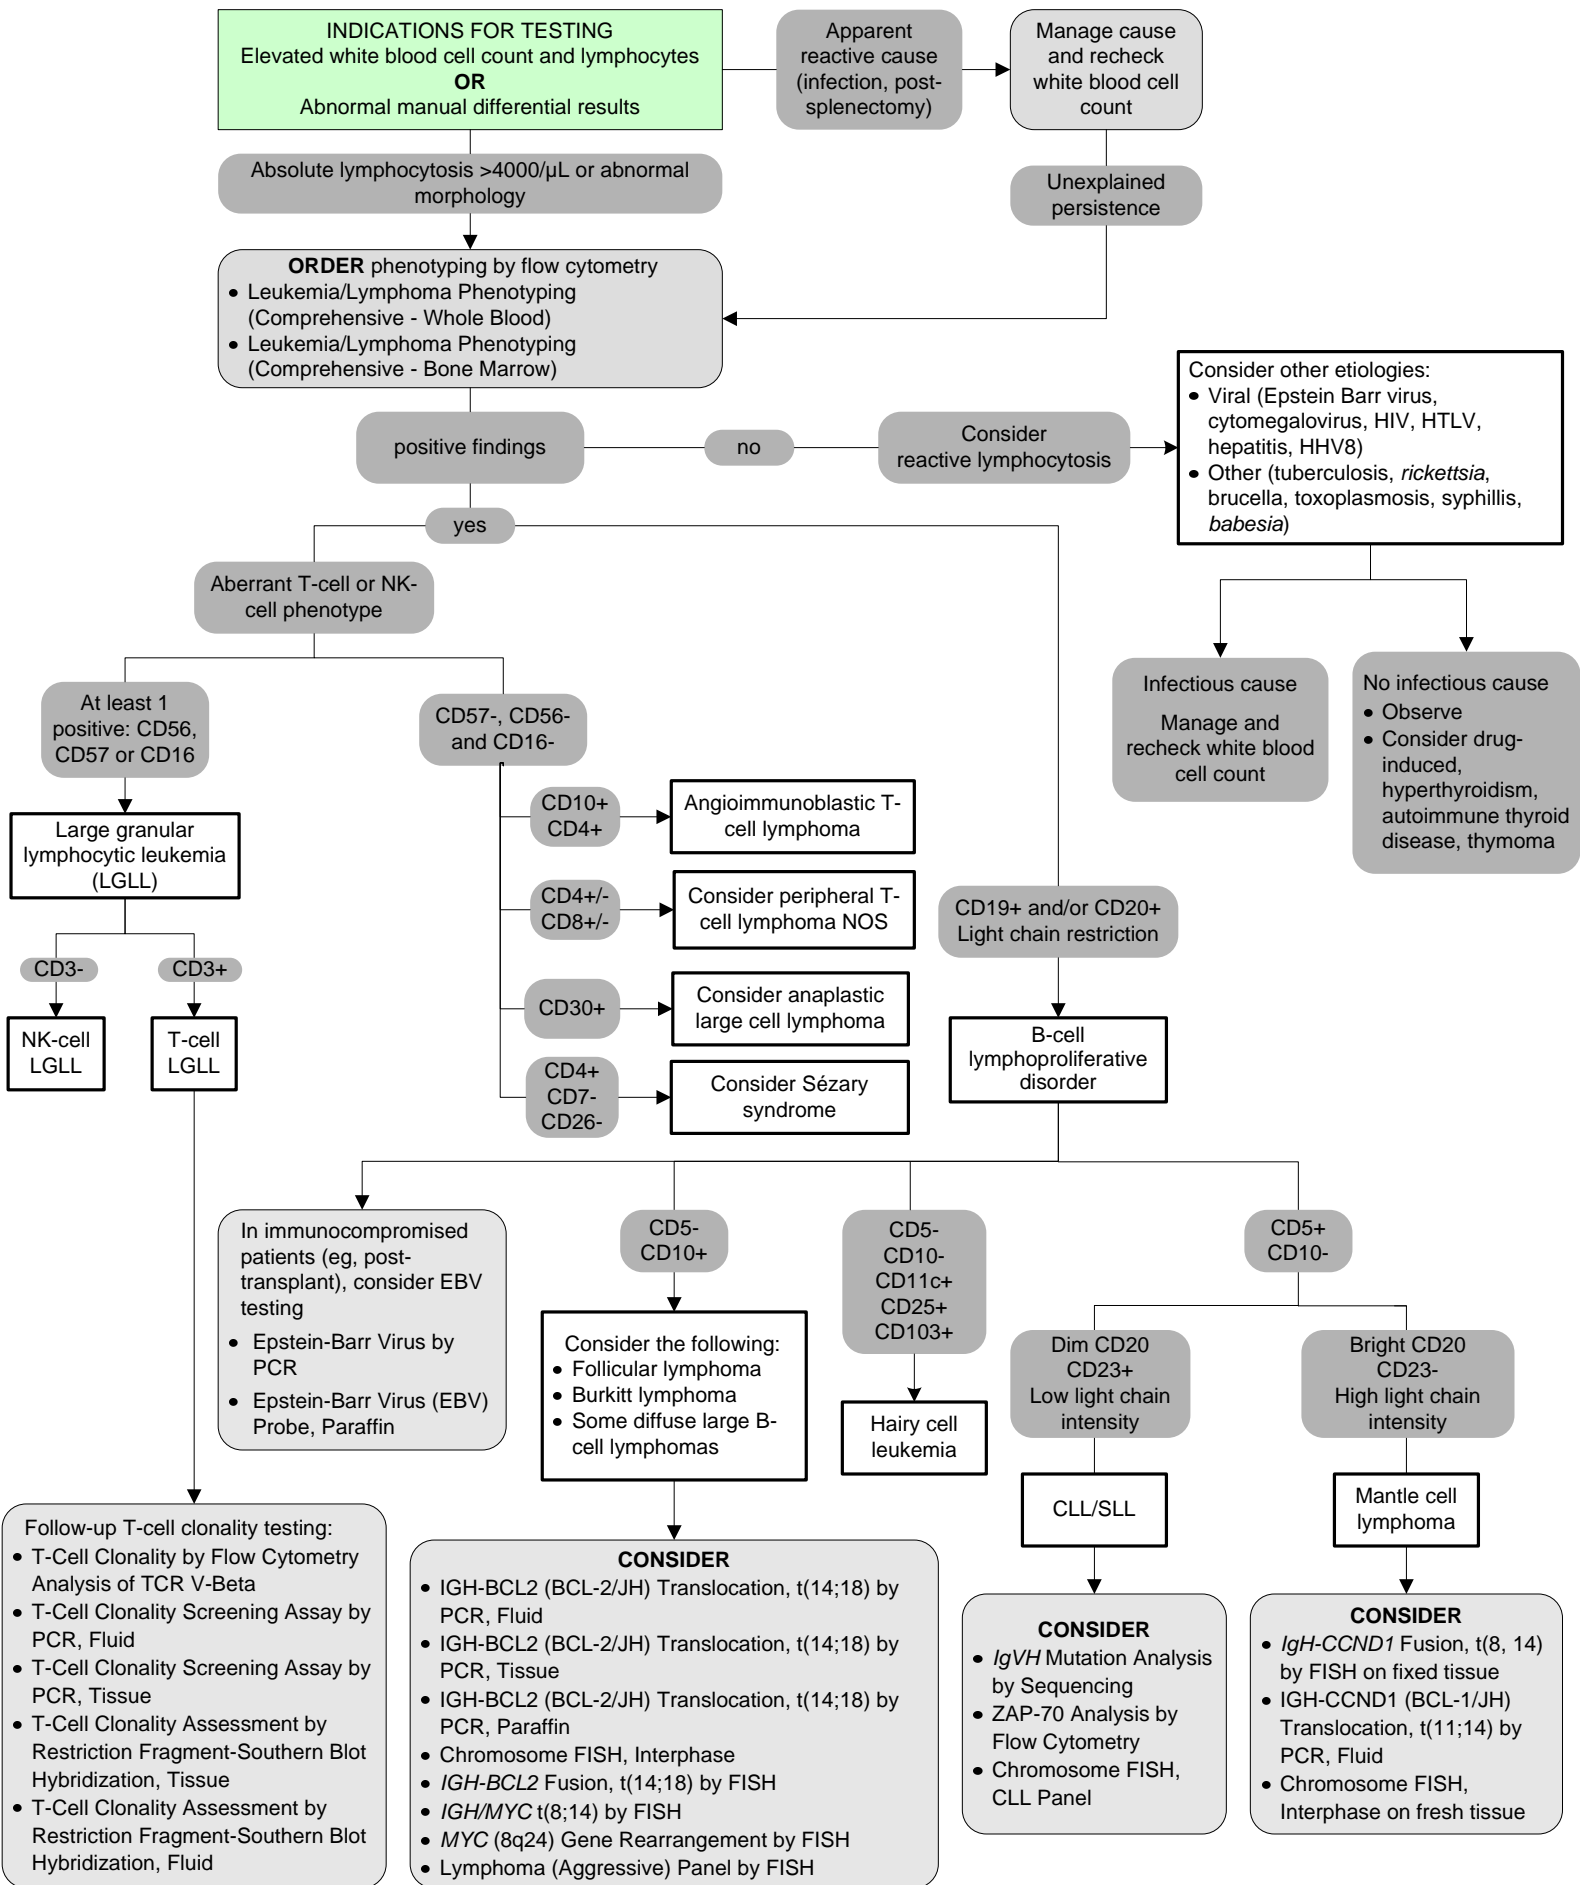 INDICATIONS FOR TESTING
Elevated white blood cell count and lymphocytes
OR
Abnormal manual differential results
Apparent
reactive cause
(infection, post-
splenectomy)
Manage cause
and recheck
white blood cell
count
Absolute lymphocytosis >4000/µL or abnormal
morphology
Unexplained
persistence
ORDER phenotyping by flow cytometry
• Leukemia/Lymphoma Phenotyping
(Comprehensive - Whole Blood)
• Leukemia/Lymphoma Phenotyping
(Comprehensive - Bone Marrow)
positive findings
no
Consider
reactive lymphocytosis
Consider other etiologies:
• Viral (Epstein Barr virus,
cytomegalovirus, HIV, HTLV,
hepatitis, HHV8)
• Other (tuberculosis, rickettsia,
brucella, toxoplasmosis, syphillis,
babesia)
yes
Aberrant T-cell or NK-
cell phenotype
Infectious cause
Manage and
recheck white blood
cell count
No infectious cause
• Observe
• Consider drug-
induced,
hyperthyroidism,
autoimmune thyroid
disease, thymoma
At least 1
positive: CD56,
CD57 or CD16
CD57-, CD56-
and CD16-
Large granular
lymphocytic leukemia
(LGLL)
CD10+
CD4+
Angioimmunoblastic T-
cell lymphoma
CD4+/-
CD8+/-
Consider peripheral T-
cell lymphoma NOS
CD19+ and/or CD20+
Light chain restriction
CD3-
CD3+
CD30+
Consider anaplastic
large cell lymphoma
NK-cell
LGLL
T-cell
LGLL
B-cell
lymphoproliferative
disorder
CD4+
CD7-
CD26-
Consider Sézary
syndrome
In immunocompromised
patients (eg, post-
transplant), consider EBV
testing
• Epstein-Barr Virus by
PCR
• Epstein-Barr Virus (EBV)
Probe, Paraffin
CD5-
CD10+
CD5-
CD10-
CD11c+
CD25+
CD103+
CD5+
CD10-
Consider the following:
• Follicular lymphoma
• Burkitt lymphoma
• Some diffuse large B-
cell lymphomas
Hairy cell
leukemia
Dim CD20
CD23+
Low light chain
intensity
Bright CD20
CD23-
High light chain
intensity
CLL/SLL
Mantle cell
lymphoma
Follow-up T-cell clonality testing:
• T-Cell Clonality by Flow Cytometry
Analysis of TCR V-Beta
• T-Cell Clonality Screening Assay by
PCR, Fluid
• T-Cell Clonality Screening Assay by
PCR, Tissue
• T-Cell Clonality Assessment by
Restriction Fragment-Southern Blot
Hybridization, Tissue
• T-Cell Clonality Assessment by
Restriction Fragment-Southern Blot
Hybridization, Fluid
CONSIDER
• IGH-BCL2 (BCL-2/JH) Translocation, t(14;18) by
PCR, Fluid
• IGH-BCL2 (BCL-2/JH) Translocation, t(14;18) by
PCR, Tissue
• IGH-BCL2 (BCL-2/JH) Translocation, t(14;18) by
PCR, Paraffin
• Chromosome FISH, Interphase
• IGH-BCL2 Fusion, t(14;18) by FISH
• IGH/MYC t(8;14) by FISH
• MYC (8q24) Gene Rearrangement by FISH
• Lymphoma (Aggressive) Panel by FISH
CONSIDER
• IgVH Mutation Analysis
by Sequencing
• ZAP-70 Analysis by
Flow Cytometry
• Chromosome FISH,
CLL Panel
CONSIDER
• IgH-CCND1 Fusion, t(8, 14)
by FISH on fixed tissue
• IGH-CCND1 (BCL-1/JH)
Translocation, t(11;14) by
PCR, Fluid
• Chromosome FISH,
Interphase on fresh tissue